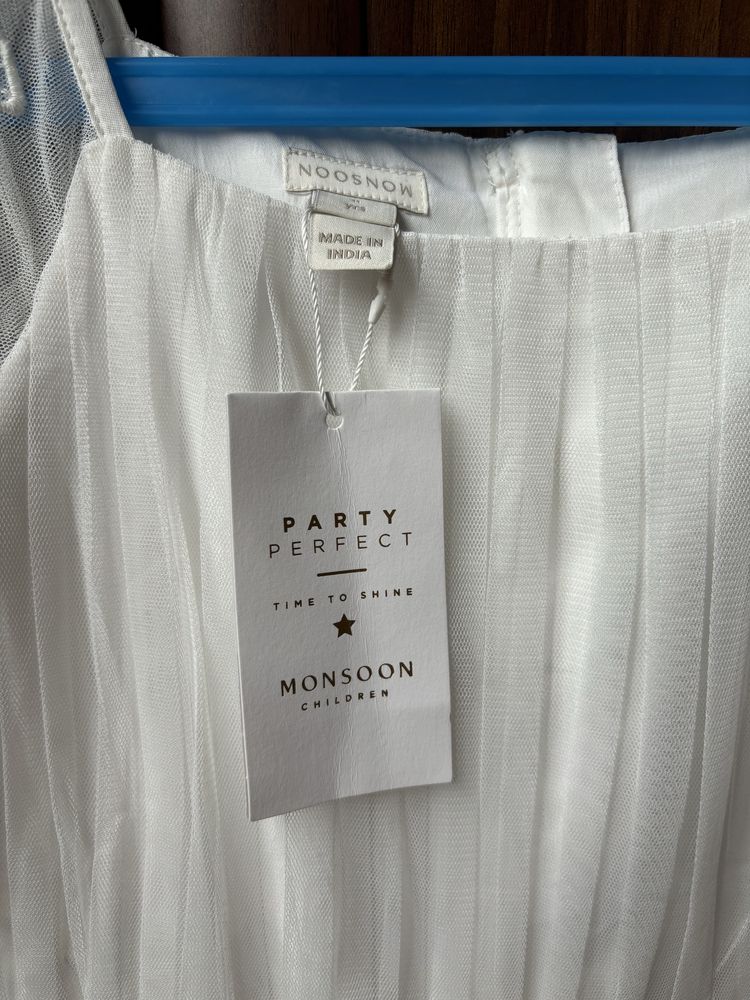 MONSOON
MADE IN
INDIA
PARTY
PERFECT
TIME TO SHINE
MONSOON
CHILDREN